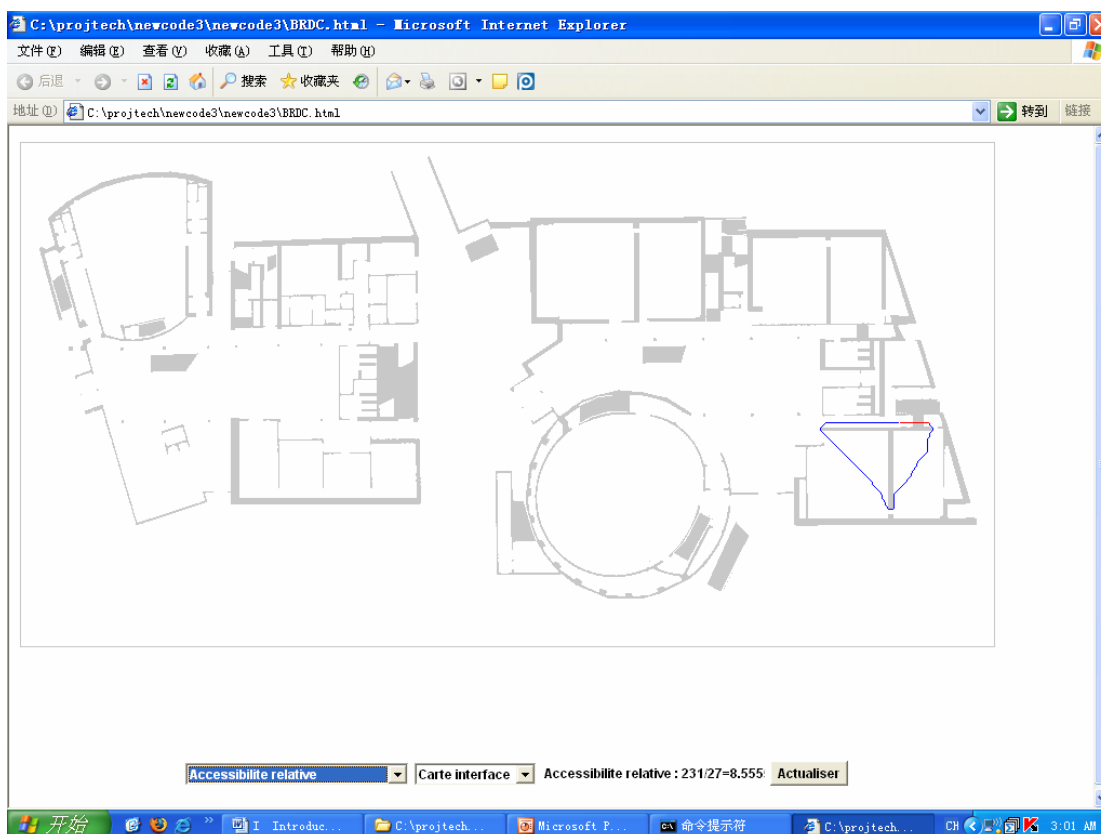 C:\projtech\newcode3\newcode3\BRDC.html - Microsoft Internet Explorer
文件(F) 编辑(E) 查看(V) 收藏(A) 工具(T) 帮助(H)
后退 搜索 收藏夹
地址(D) C:\projtech\newcode3\newcode3\BRDC.html 转到 链接
Accessibilite relative Carte interface Accessibilite relative : 231/27=8.555 Actualiser
开始 » I Introduc... C:\projtech... Microsoft P... 命令提示符 C:\projtech... CH 3:01 AM